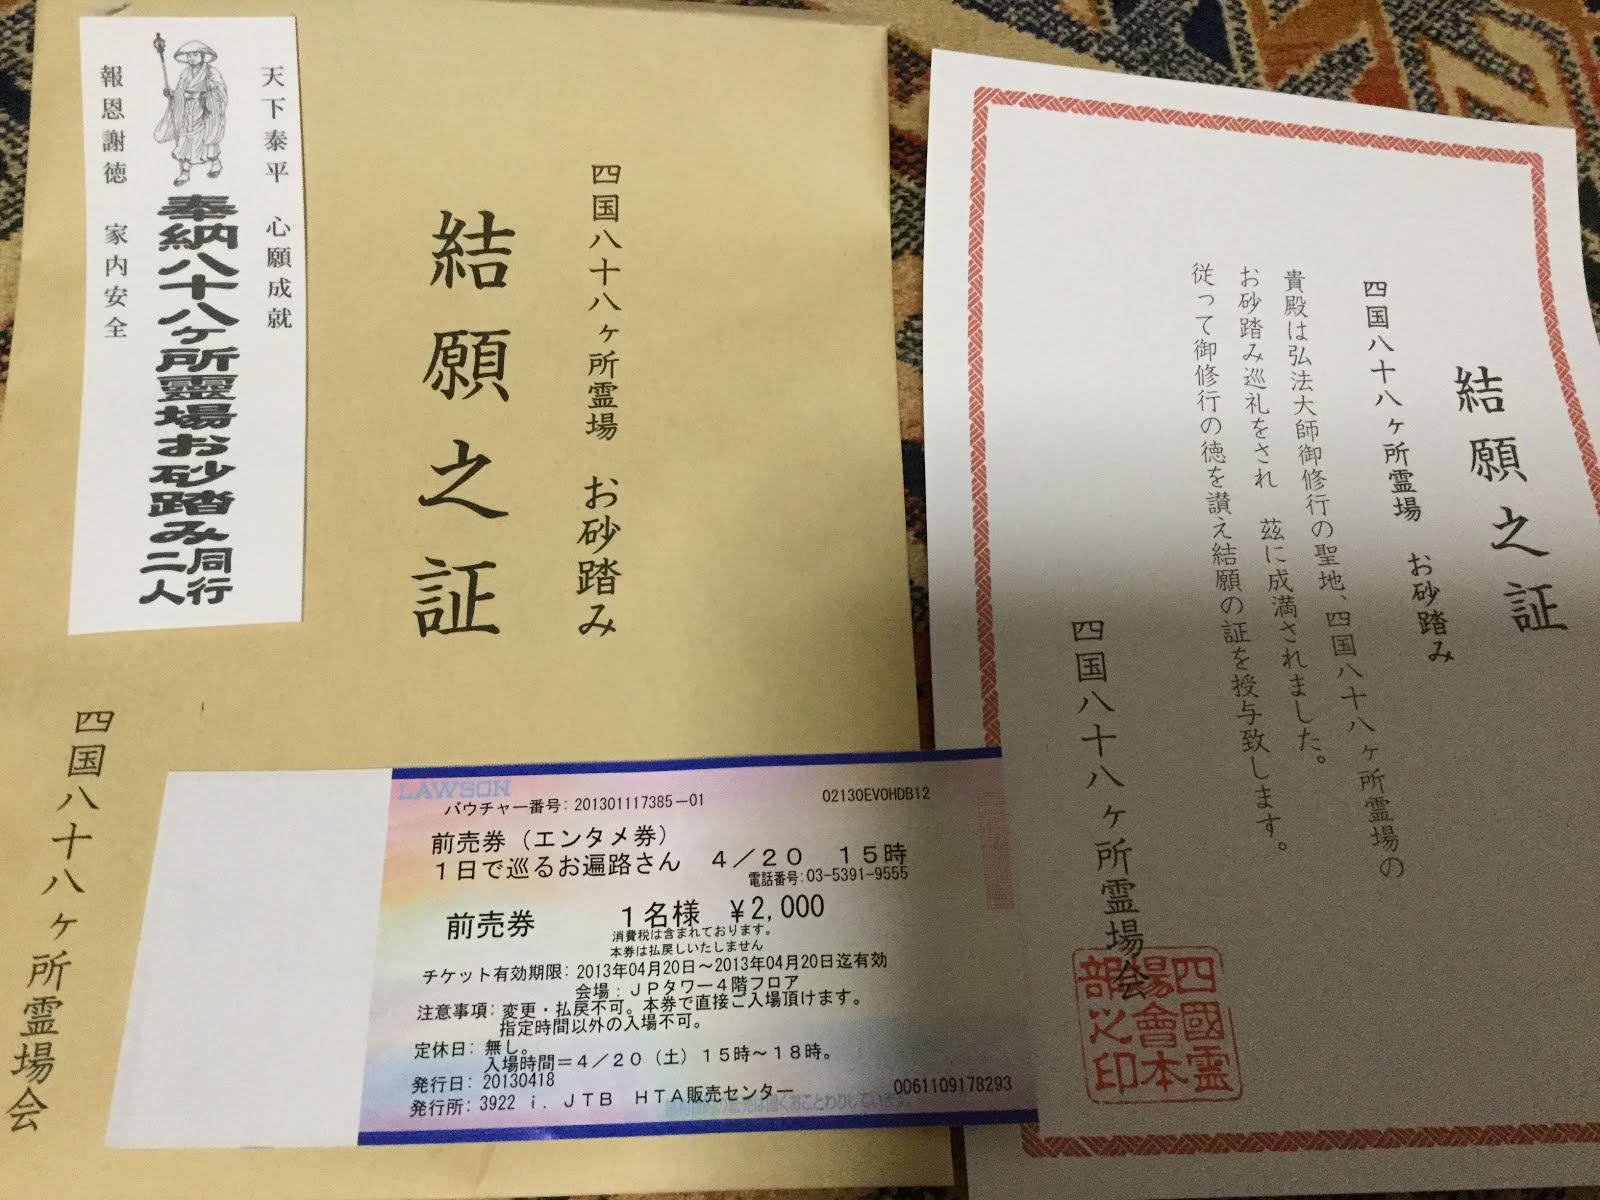 天下泰平 心願成就
奉納八十八ヶ所霊場お砂踏み同行二人
報恩謝徳 家内安全
四国八十八ヶ所霊場 お砂踏み
結願之証
四国八十八ヶ所霊場会
結願之証
四国八十八ヶ所霊場 お砂踏み
貴殿は弘法大師御修行の聖地、四国八十八ヶ所霊場の
お砂踏み巡礼をされ 茲に成満されました。
従って御修行の徳を讃え結願の証を授与致します。
四国八十八ヶ所霊場会
四國霊
場會本
部之印
LAWSON
バウチャー番号: 201301117385-01
02130EV0HDB12
前売券(エンタメ券)
1日で巡るお遍路さん 4/20 15時
電話番号: 03-5391-9555
前売券 1名様 ¥2,000
消費税は含まれております。
本券は払戻しいたしません
チケット有効期限: 2013年04月20日~2013年04月20日迄有効
会場: JPタワー4階フロア
注意事項: 変更・払戻不可。本券で直接ご入場頂けます。
指定時間以外の入場不可。
定休日: 無し。
入場時間=4/20(土)15時~18時。
発行日: 20130418
発行所: 3922 i. JTB HTA販売センター
0061109178293